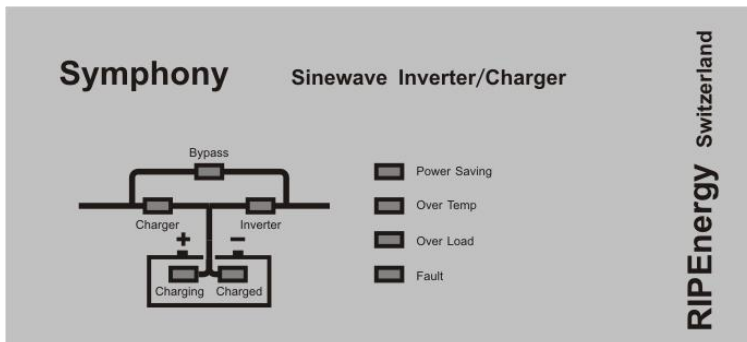 Symphony
Sinewave Inverter/Charger
Bypass
Charger
Inverter
+ −
Charging
Charged
Power Saving
Over Temp
Over Load
Fault
RIPEnergy Switzerland